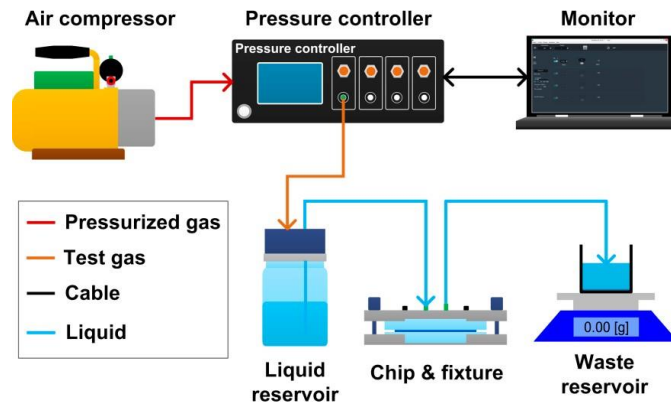 Air compressor
Pressure controller
Monitor
Pressure controller
Pressurized gas
Test gas
Cable
Liquid
0.00 [g]
Liquid
reservoir
Chip & fixture
Waste
reservoir